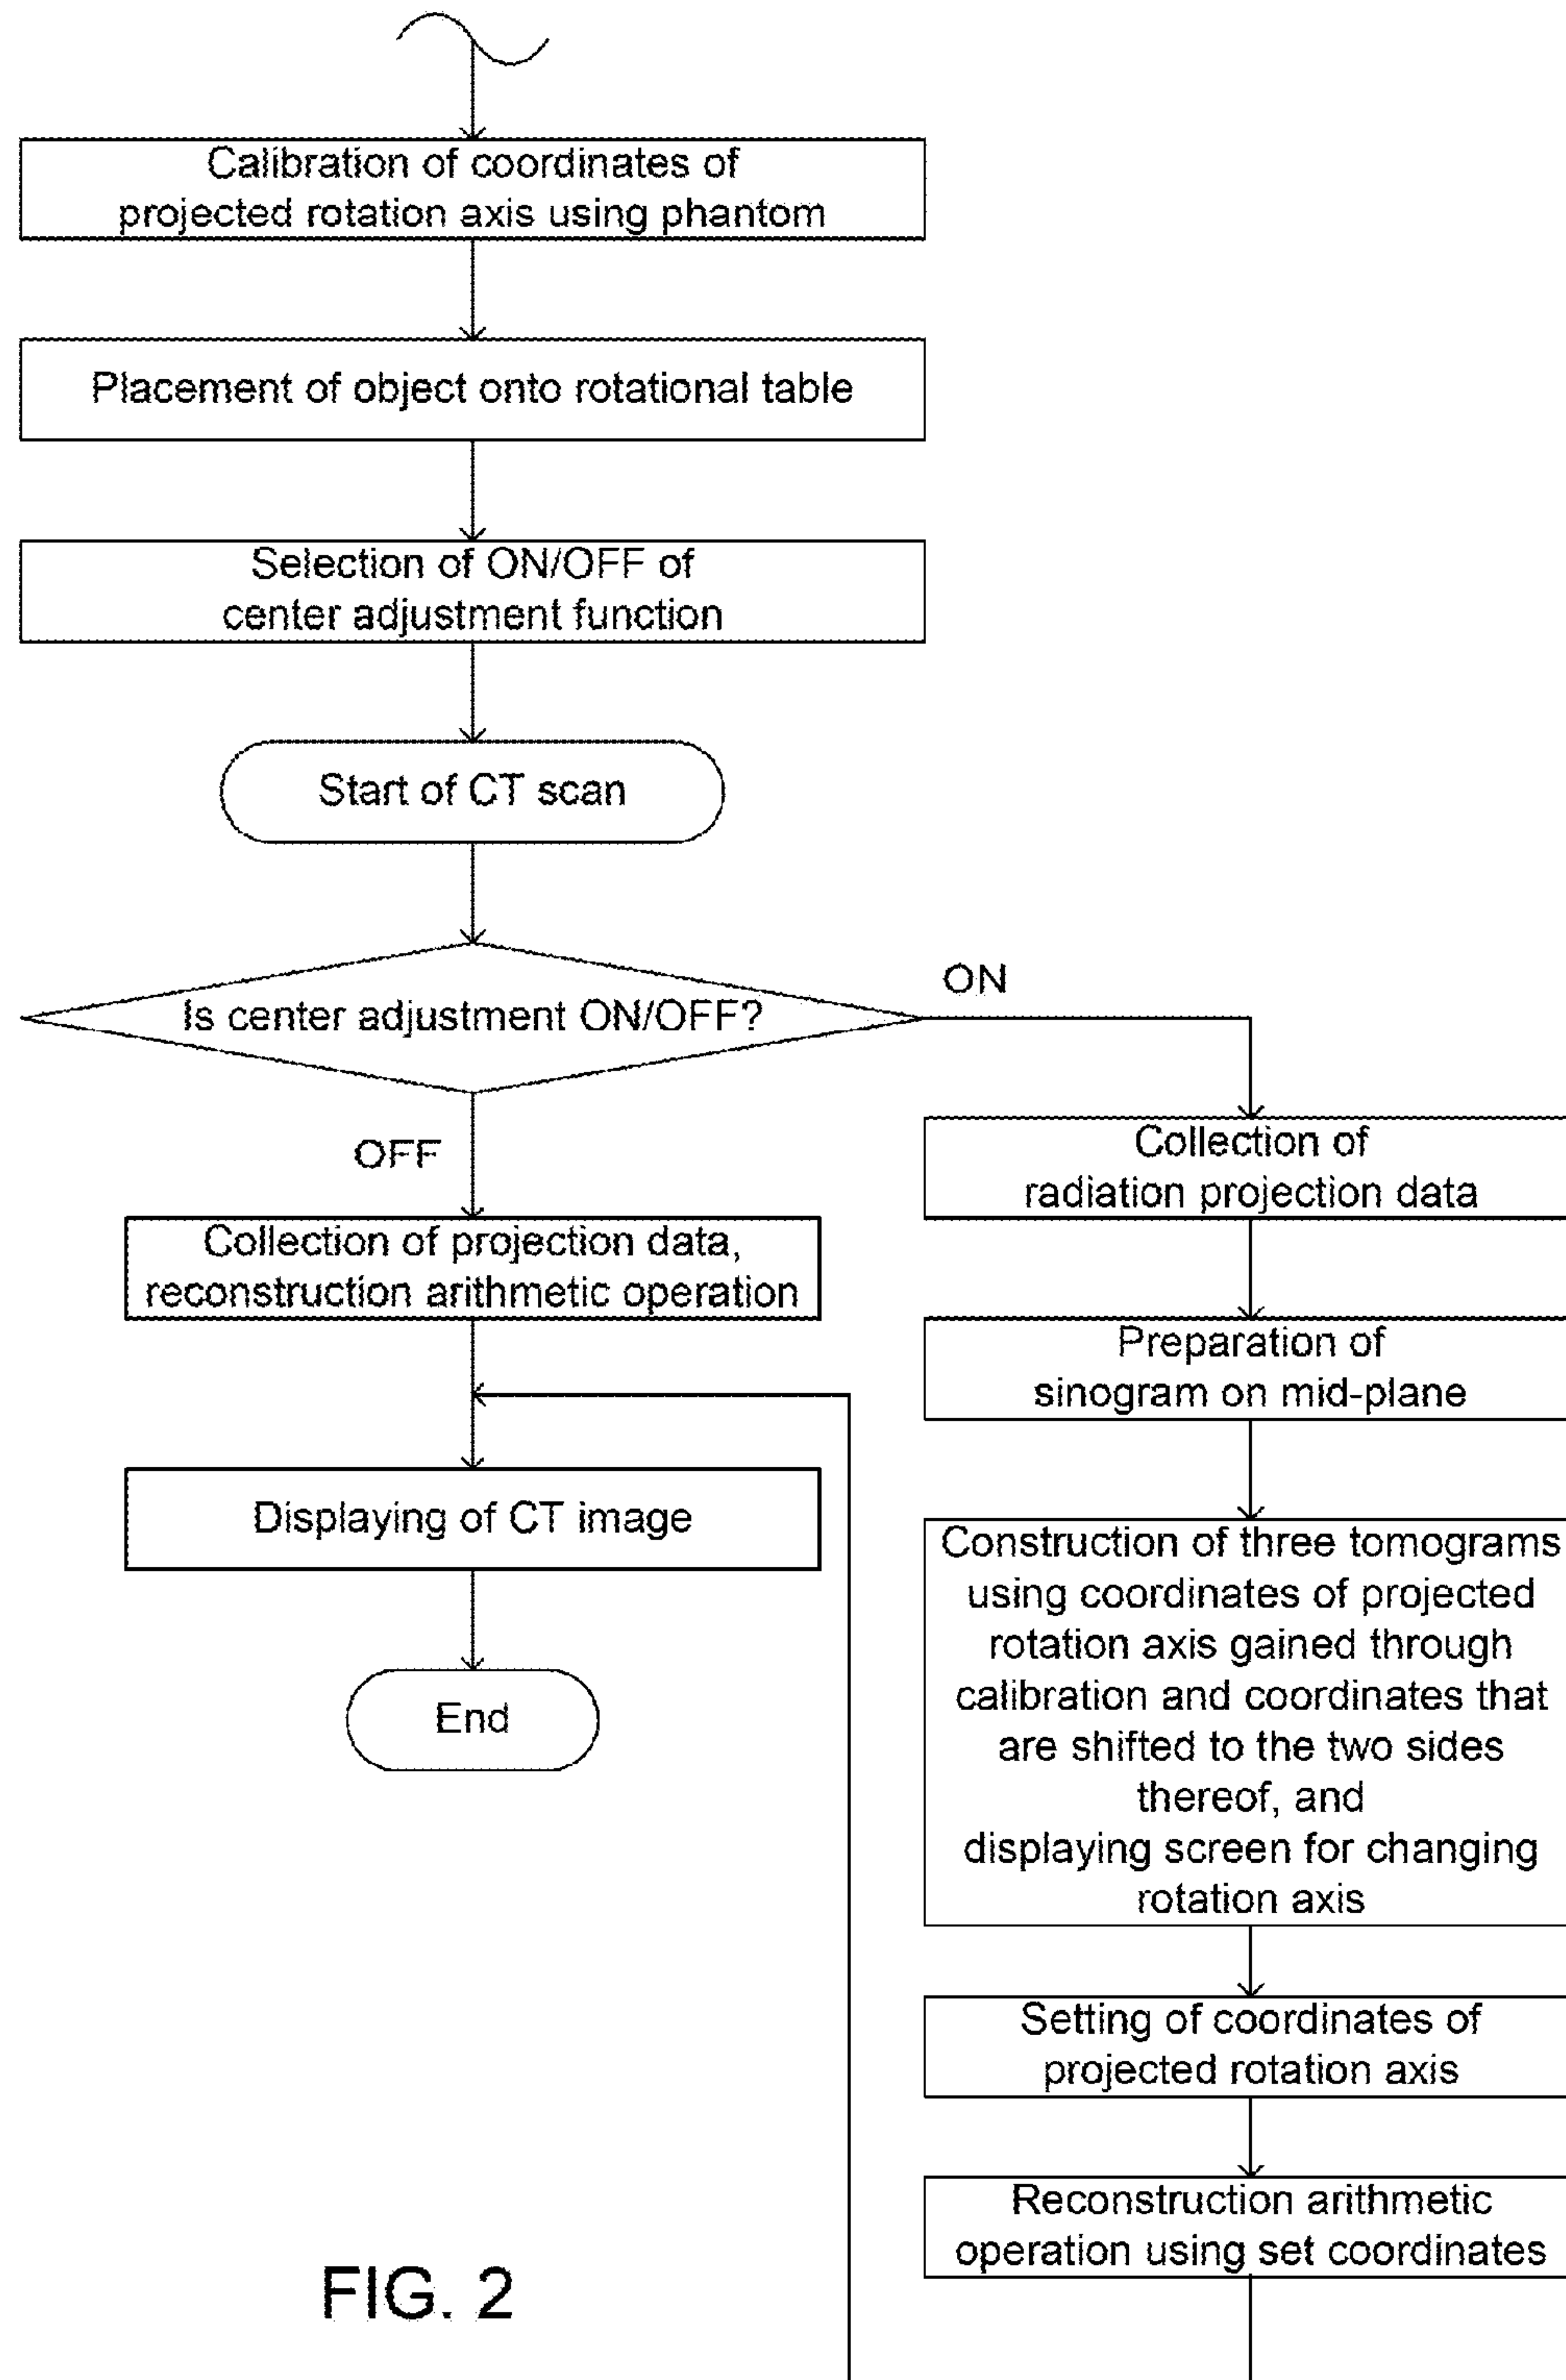 Calibration of coordinates of
projected rotation axis using phantom
Placement of object onto rotational table
Selection of ON/OFF of
center adjustment function
Start of CT scan
Is center adjustment ON/OFF?
ON
OFF
Collection of projection data,
reconstruction arithmetic operation
Displaying of CT image
End
Collection of
radiation projection data
Preparation of
sinogram on mid-plane
Construction of three tomograms
using coordinates of projected
rotation axis gained through
calibration and coordinates that
are shifted to the two sides
thereof, and
displaying screen for changing
rotation axis
Setting of coordinates of
projected rotation axis
Reconstruction arithmetic
operation using set coordinates
FIG. 2